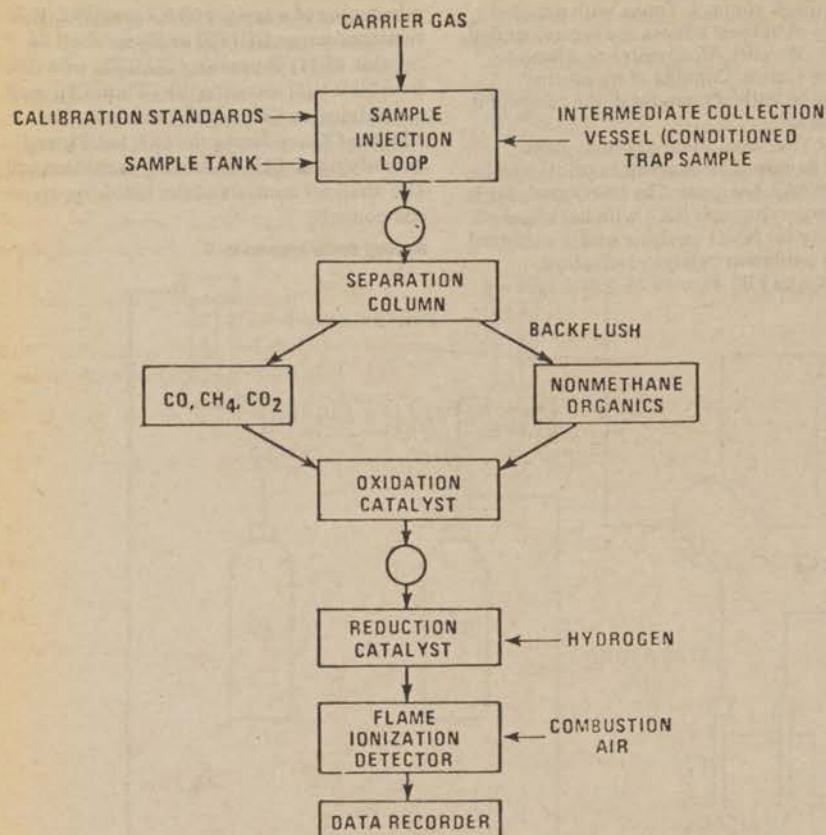 CARRIER GAS
CALIBRATION STANDARDS
SAMPLE TANK
SAMPLE
INJECTION
LOOP
INTERMEDIATE COLLECTION
VESSEL (CONDITIONED
TRAP SAMPLE
SEPARATION
COLUMN
BACKFLUSH
CO, CH4, CO2
NONMETHANE
ORGANICS
OXIDATION
CATALYST
REDUCTION
CATALYST
HYDROGEN
FLAME
IONIZATION
DETECTOR
COMBUSTION
AIR
DATA RECORDER